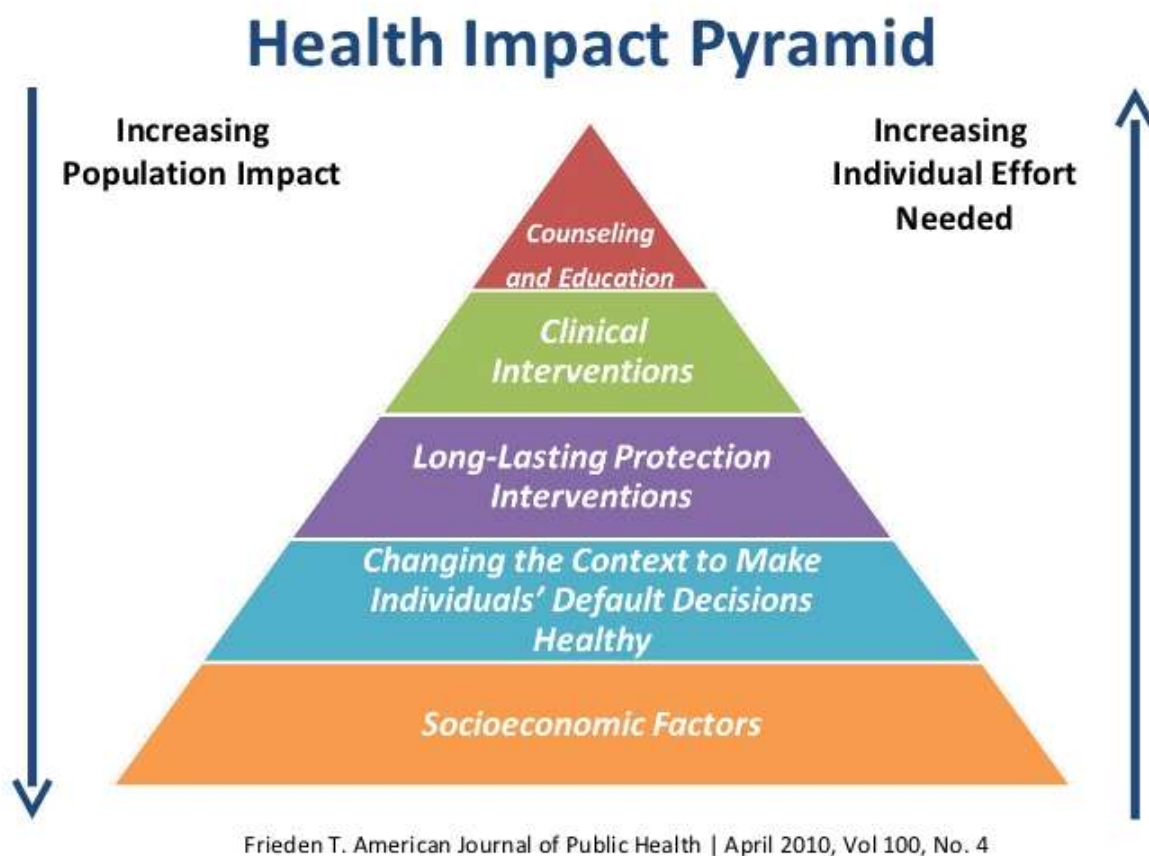 Health Impact Pyramid
Increasing
Population Impact
Increasing
Individual Effort
Needed
Counseling
and Education
Clinical
Interventions
Long-Lasting Protection
Interventions
Changing the Context to Make
Individuals’ Default Decisions
Healthy
Socioeconomic Factors
Frieden T. American Journal of Public Health | April 2010, Vol 100, No. 4